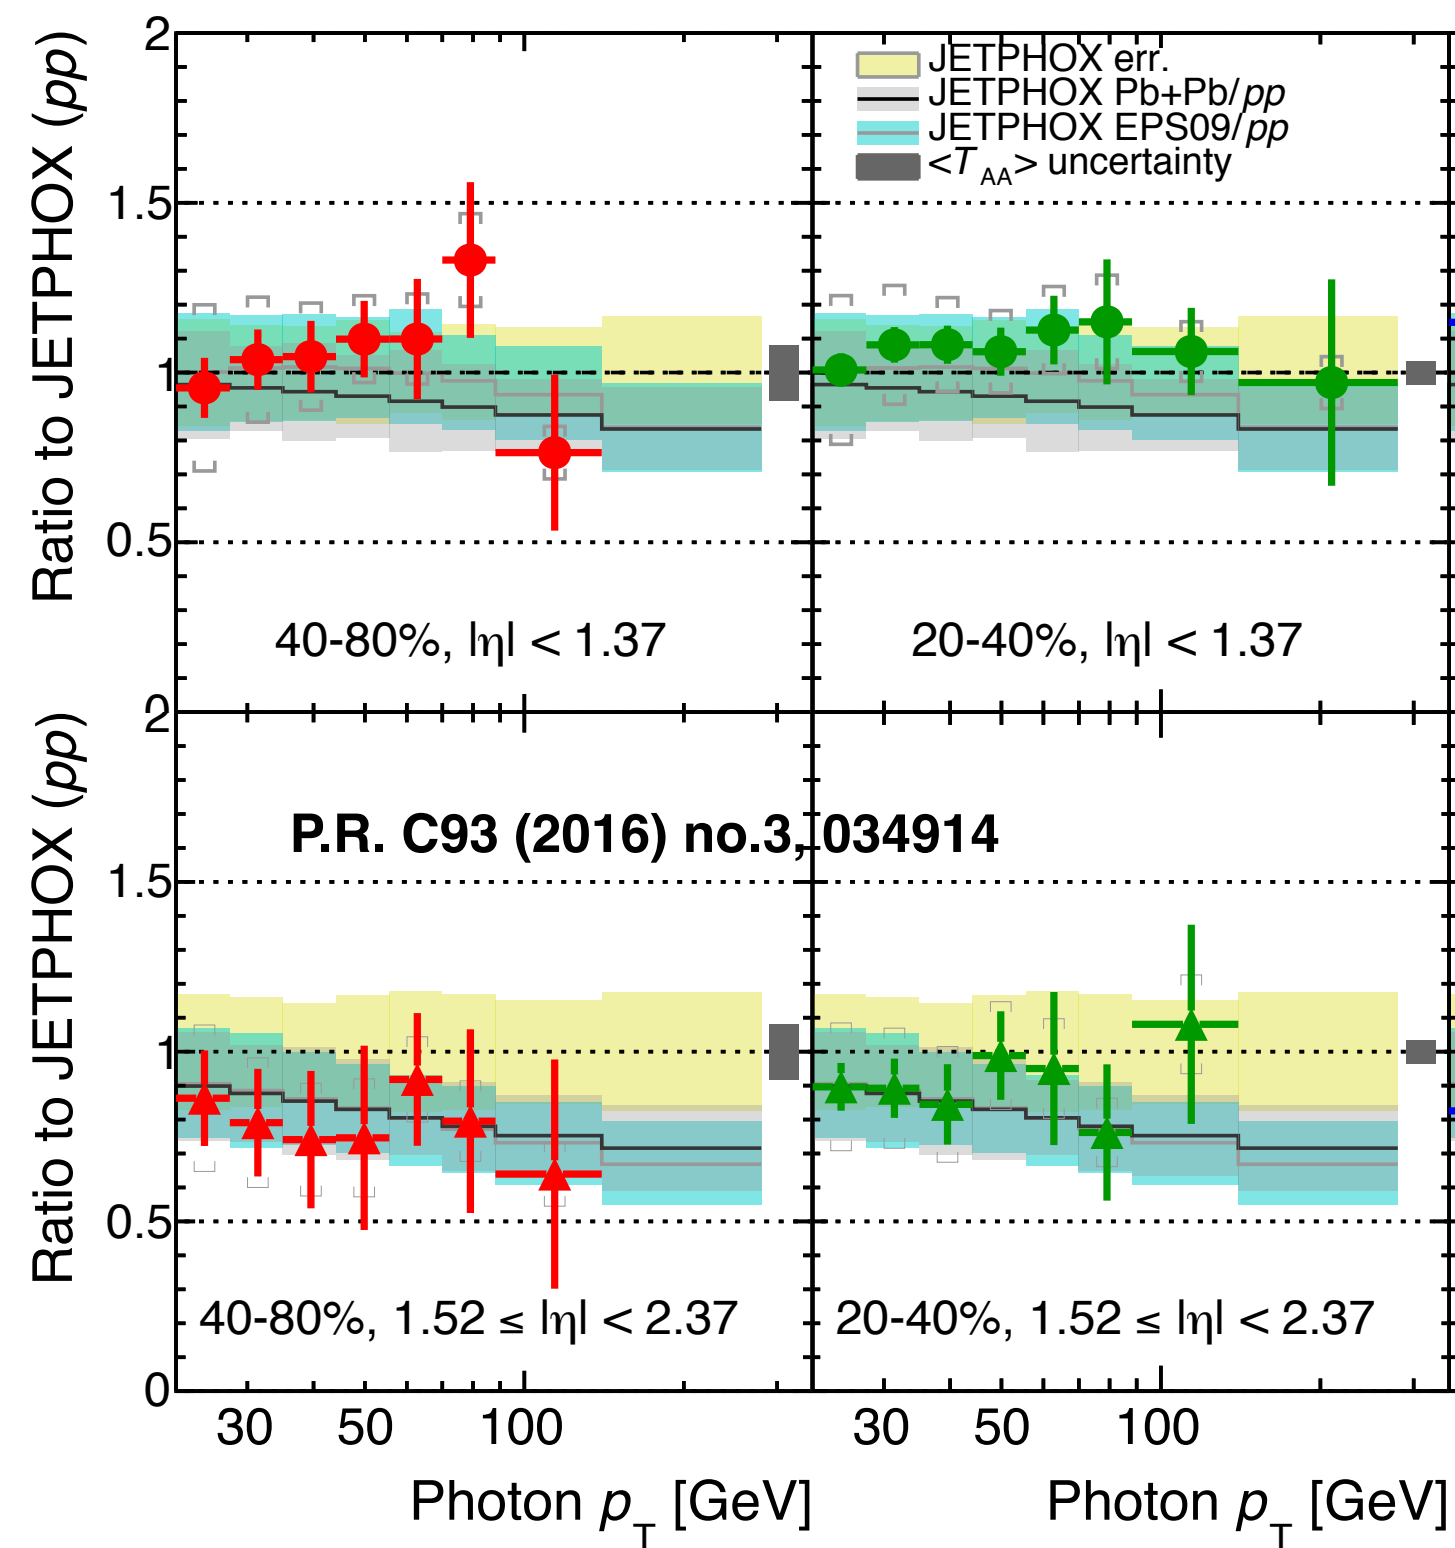 Ratio to JETPHOX (pp)
2
1.5
1
0.5
JETPHOX err.
JETPHOX Pb+Pb/pp
JETPHOX EPS09/pp
<T AA> uncertainty
40-80%, |η| < 1.37
20-40%, |η| < 1.37
Ratio to JETPHOX (pp)
2
1.5
1
0.5
0
P.R. C93 (2016) no.3, 034914
40-80%, 1.52 ≤ |η| < 2.37
20-40%, 1.52 ≤ |η| < 2.37
30 50 100
30 50 100
Photon p T [GeV]
Photon p T [GeV]